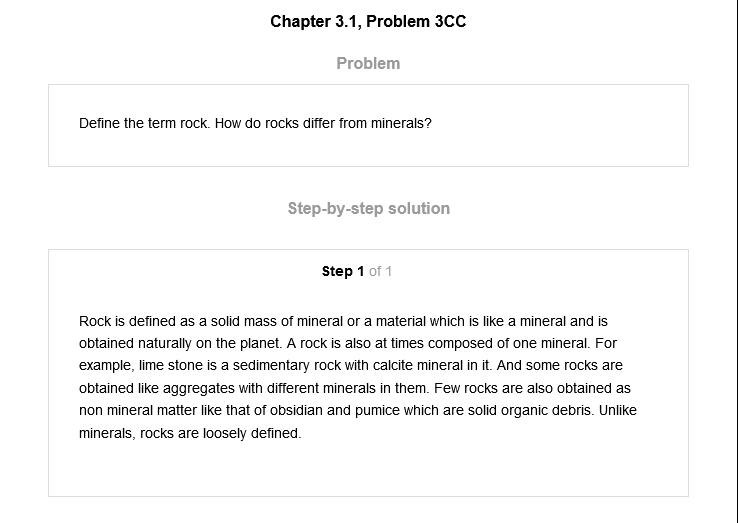 Chapter 3.1, Problem 3CC
Problem
Define the term rock. How do rocks differ from minerals?
Step-by-step solution
Step 1 of 1
Rock is defined as a solid mass of mineral or a material which is like a mineral and is
obtained naturally on the planet. A rock is also at times composed of one mineral. For
example, lime stone is a sedimentary rock with calcite mineral in it. And some rocks are
obtained like aggregates with different minerals in them. Few rocks are also obtained as
non mineral matter like that of obsidian and pumice which are solid organic debris. Unlike
minerals, rocks are loosely defined.